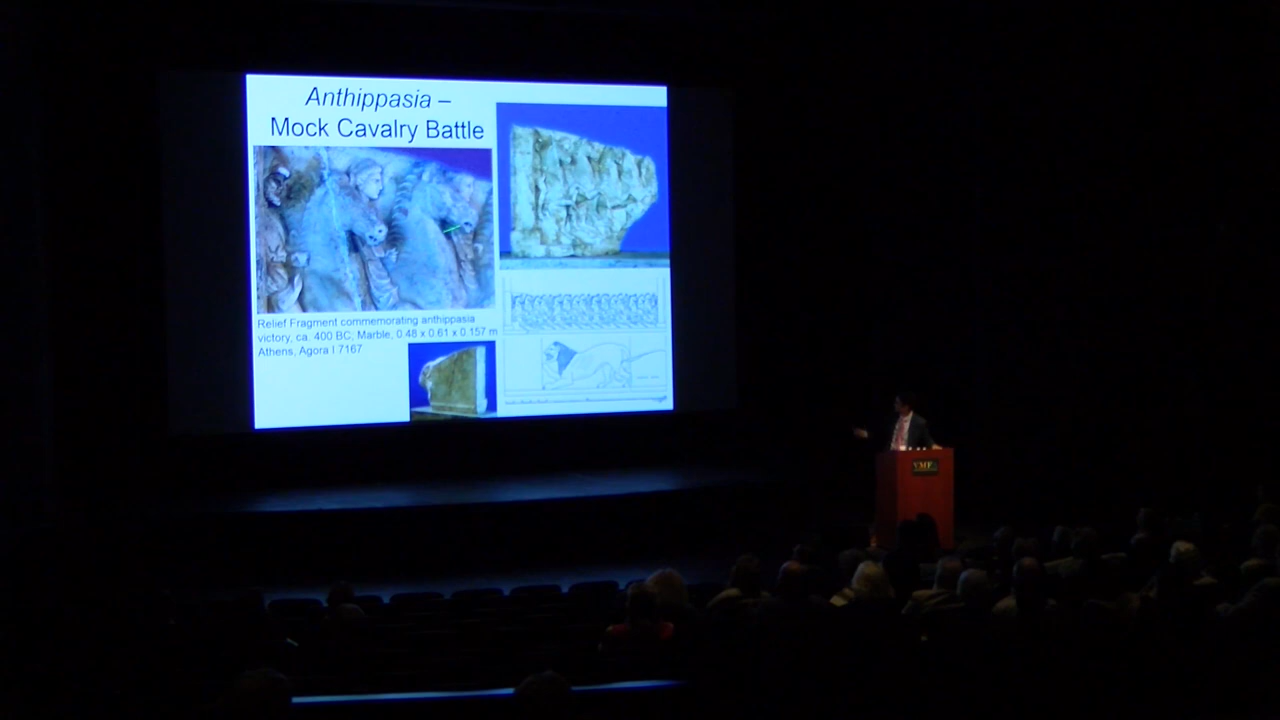 Anthippasia –
Mock Cavalry Battle
Relief Fragment commemorating anthippasia
victory, ca. 400 BC; Marble, 0.48 x 0.61 x 0.157 m
Athens, Agora I 7167
VMFA